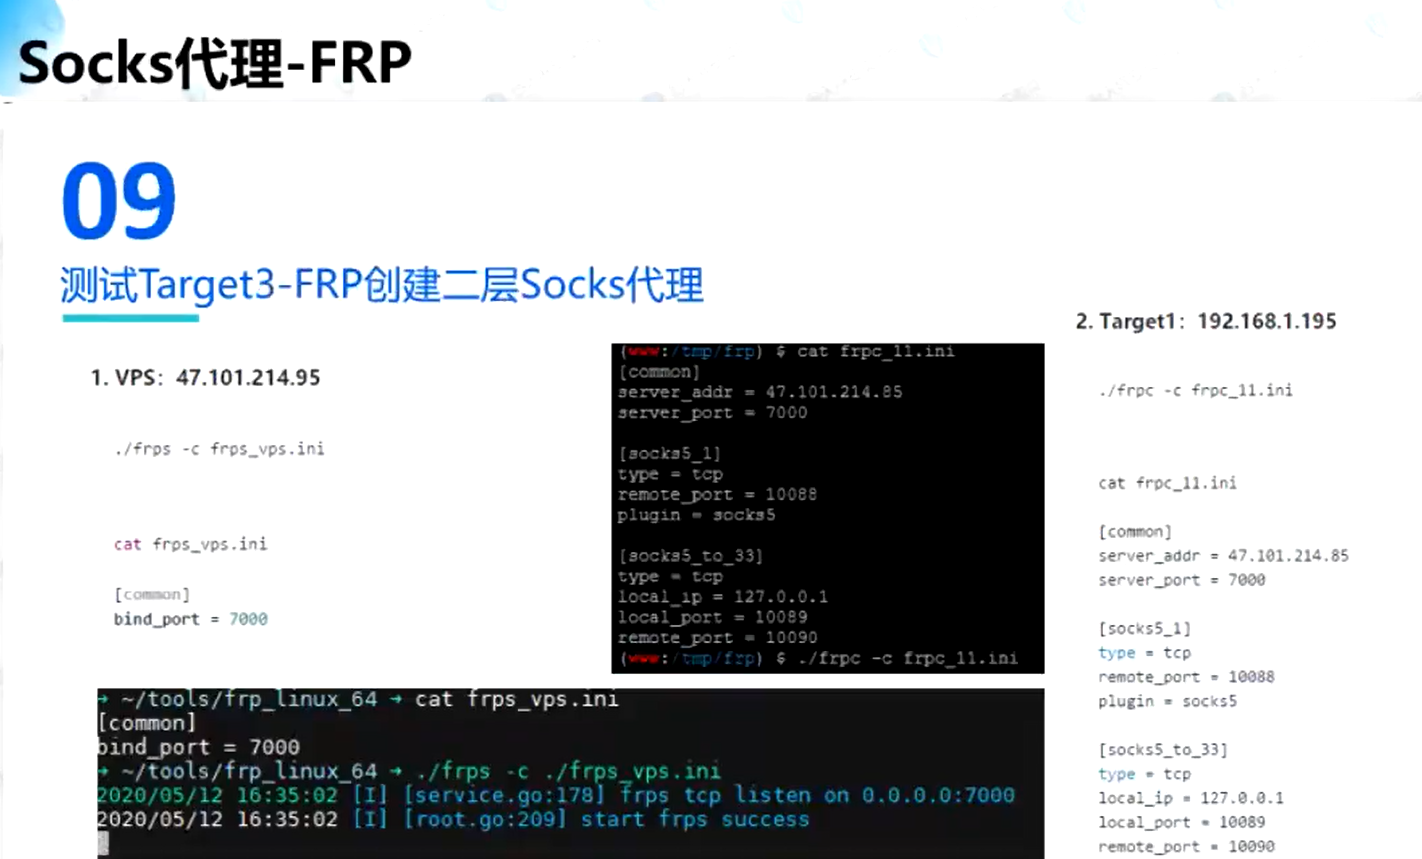 Socks代理-FRP
09
测试Target3-FRP创建二层Socks代理
1. VPS：47.101.214.95
./frps -c frps_vps.ini
cat frps_vps.ini
[common]
bind_port = 7000
(www:/tmp/frp) $ cat frpc_11.ini
[common]
server_addr = 47.101.214.85
server_port = 7000
[socks5_1]
type = tcp
remote_port = 10088
plugin = socks5
[socks5_to_33]
type = tcp
local_ip = 127.0.0.1
local_port = 10089
remote_port = 10090
(www:/tmp/frp) $ ./frpc -c frpc_11.ini
→ ~/tools/frp_linux_64 → cat frps_vps.ini
[common]
bind_port = 7000
→ ~/tools/frp_linux_64 → ./frps -c ./frps_vps.ini
2020/05/12 16:35:02 [I] [service.go:178] frps tcp listen on 0.0.0.0:7000
2020/05/12 16:35:02 [I] [root.go:209] start frps success
2. Target1：192.168.1.195
./frpc -c frpc_11.ini
cat frpc_11.ini
[common]
server_addr = 47.101.214.85
server_port = 7000
[socks5_1]
type = tcp
remote_port = 10088
plugin = socks5
[socks5_to_33]
type = tcp
local_ip = 127.0.0.1
local_port = 10089
remote_port = 10090